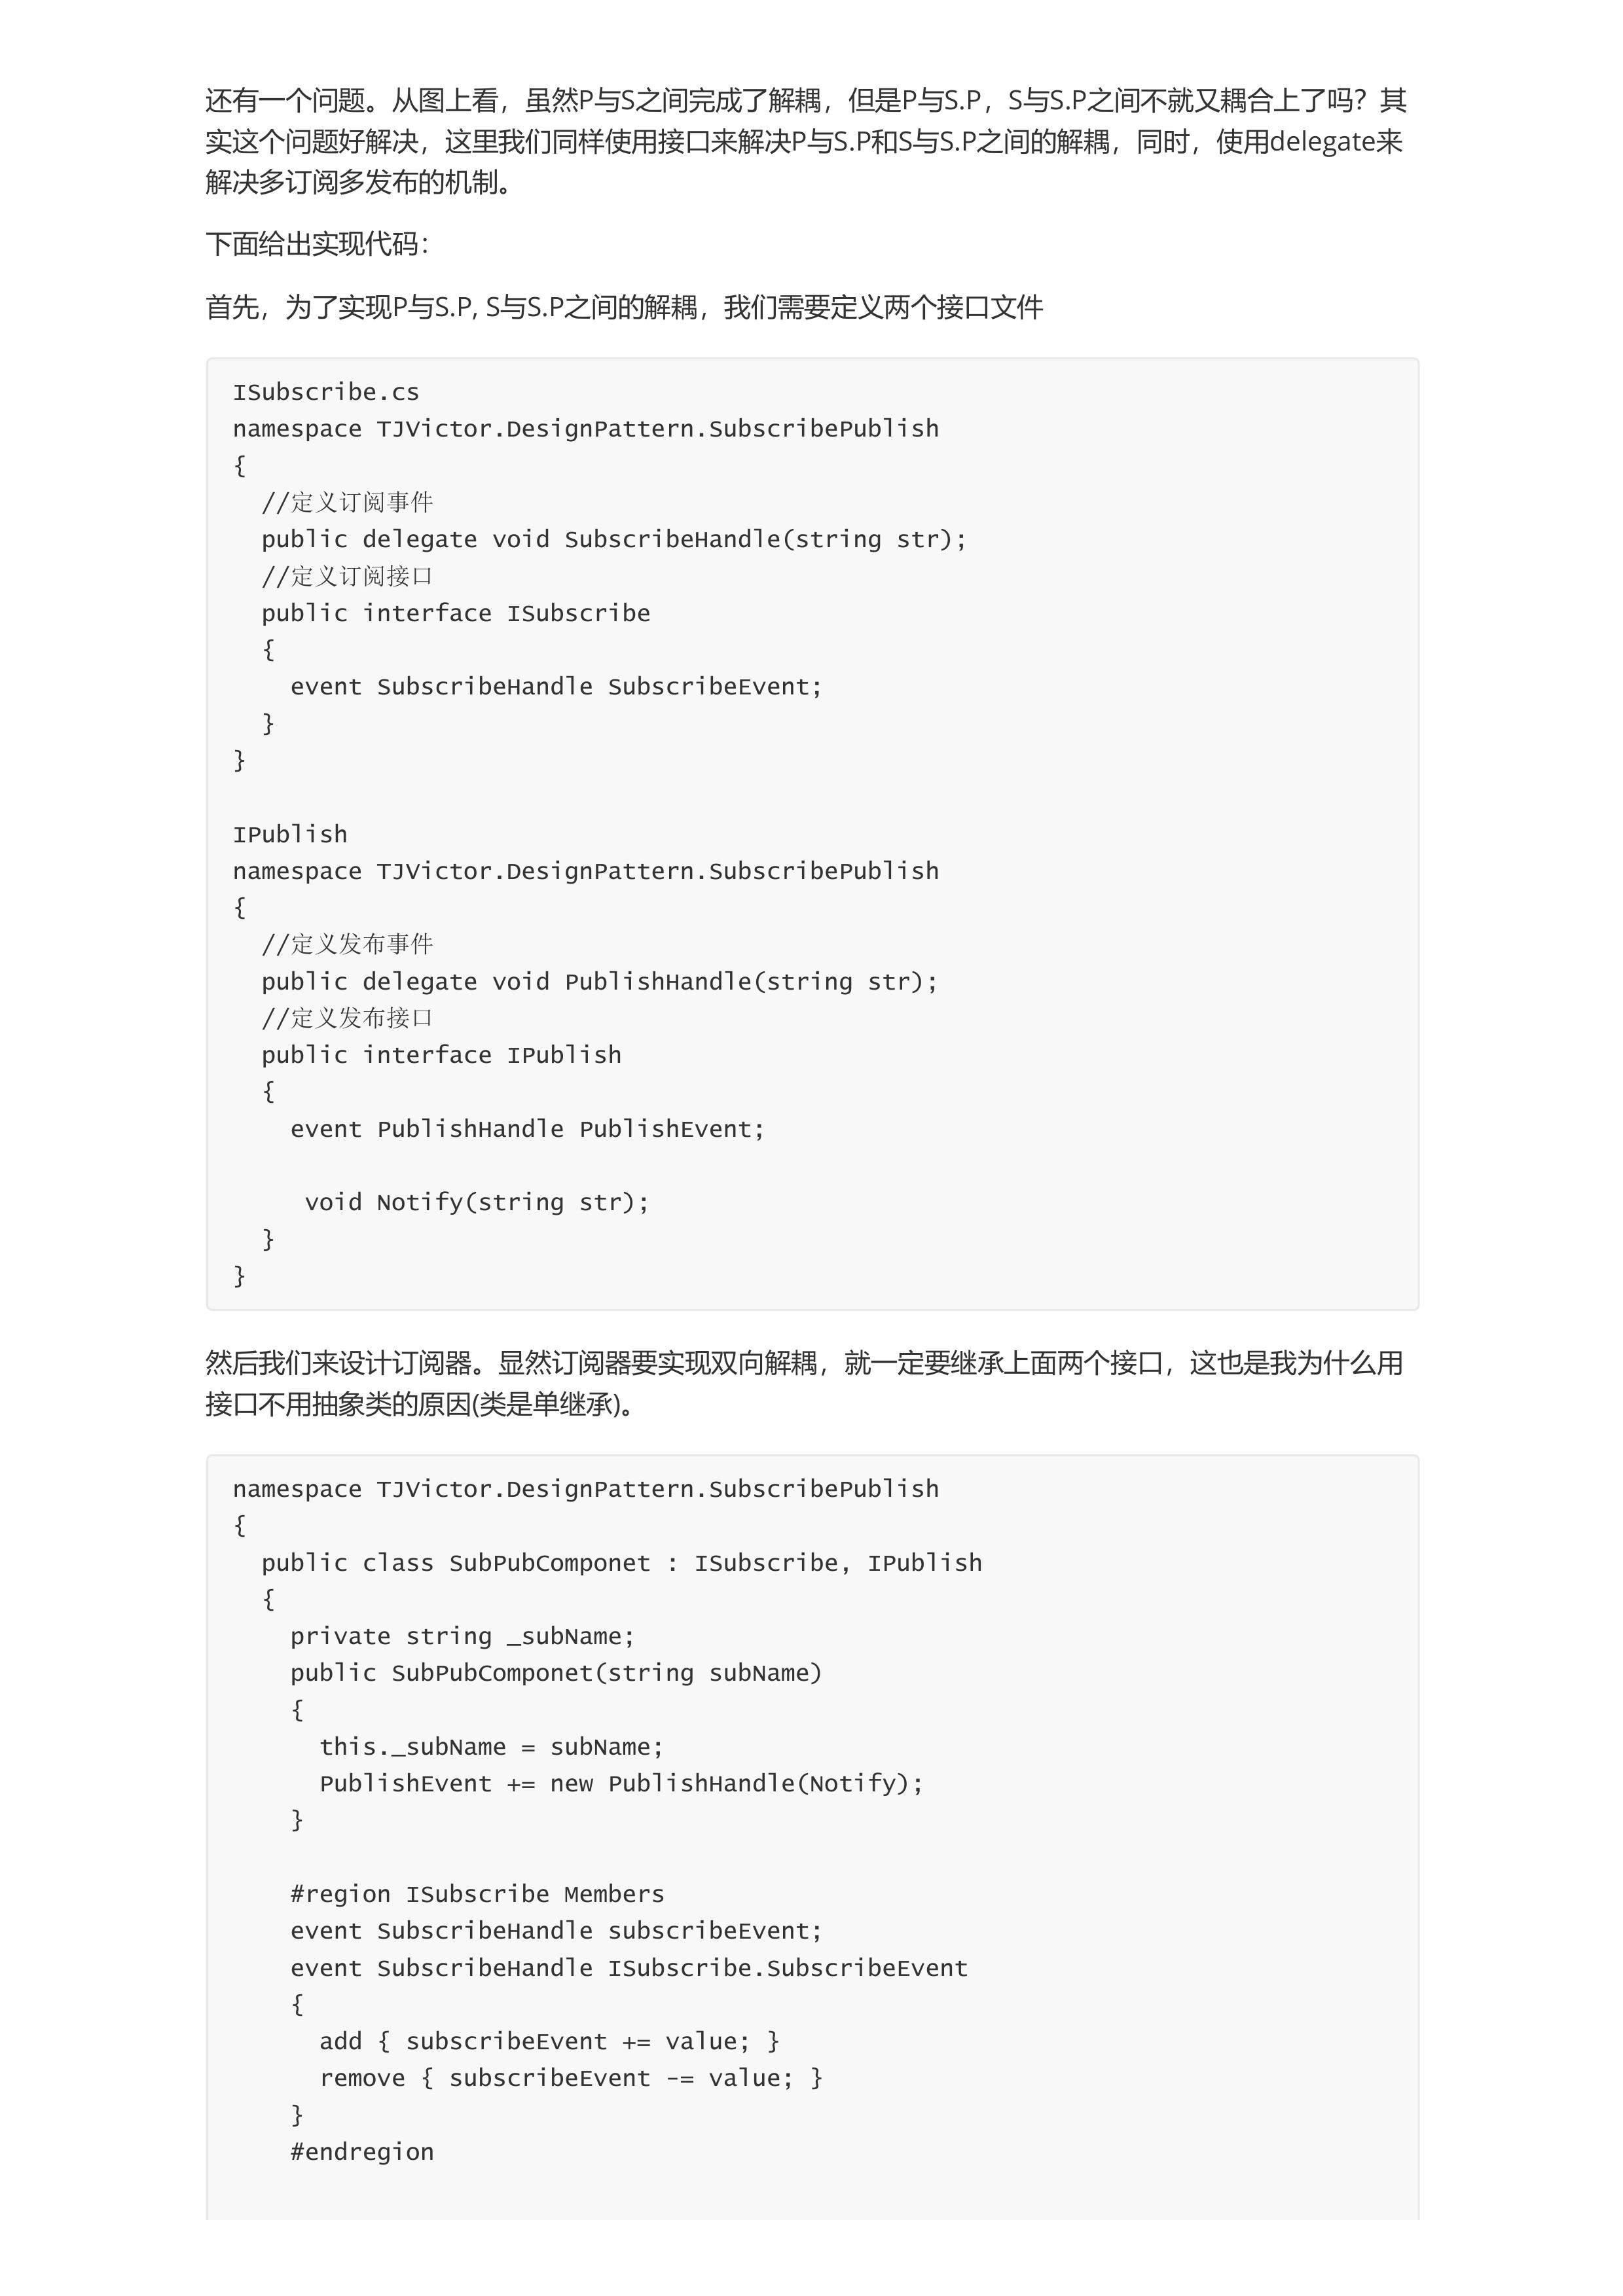 还有一个问题。从图上看，虽然P与S之间完成了解耦，但是P与S.P，S与S.P之间不就又耦合上了吗？其
实这个问题好解决，这里我们同样使用接口来解决P与S.P和S与S.P之间的解耦，同时，使用delegate来
解决多订阅多发布的机制。
下面给出实现代码：
首先，为了实现P与S.P, S与S.P之间的解耦，我们需要定义两个接口文件
ISubscribe.cs
namespace TJVictor.DesignPattern.SubscribePublish
{
  //定义订阅事件
  public delegate void SubscribeHandle(string str);
  //定义订阅接口
  public interface ISubscribe
  {
    event SubscribeHandle SubscribeEvent;
  }
}

IPublish
namespace TJVictor.DesignPattern.SubscribePublish
{
  //定义发布事件
  public delegate void PublishHandle(string str);
  //定义发布接口
  public interface IPublish
  {
    event PublishHandle PublishEvent;

     void Notify(string str);
  }
}
然后我们来设计订阅器。显然订阅器要实现双向解耦，就一定要继承上面两个接口，这也是我为什么用
接口不用抽象类的原因(类是单继承)。
namespace TJVictor.DesignPattern.SubscribePublish
{
  public class SubPubComponet : ISubscribe, IPublish
  {
    private string _subName;
    public SubPubComponet(string subName)
    {
      this._subName = subName;
      PublishEvent += new PublishHandle(Notify);
    }

    #region ISubscribe Members
    event SubscribeHandle subscribeEvent;
    event SubscribeHandle ISubscribe.SubscribeEvent
    {
      add { subscribeEvent += value; }
      remove { subscribeEvent -= value; }
    }
    #endregion